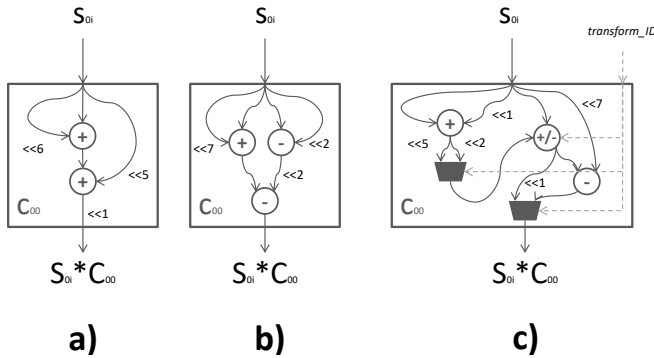 S0i
S0i
S0i
transform_ID
+
<<6
+
<<5
<<1
C00
+
-
<<7
<<2
<<2
-
C00
<<1
<<7
+
+/-
<<5
<<2
<<1
-
C00
S0i*C00
S0i*C00
S0i*C00
a)
b)
c)